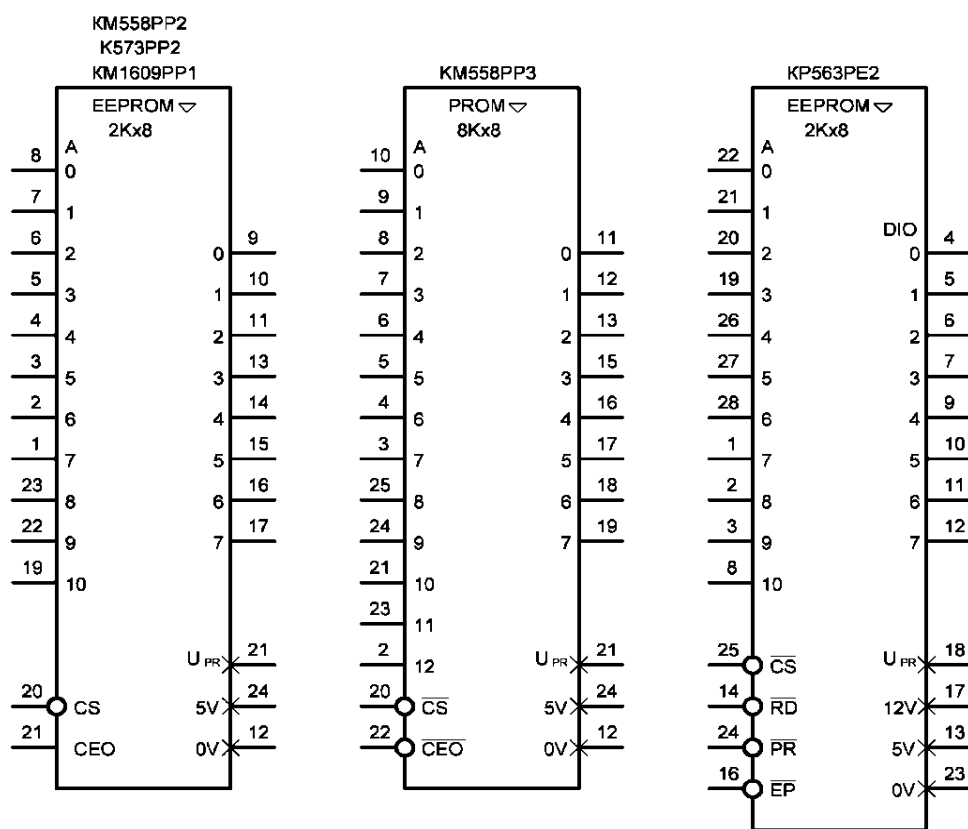 KM558PP2
K573PP2
KM1609PP1
EEPROM
2Kx8
A
8 0
7 1
6 2
5 3
4 4
3 5
2 6
1 7
23 8
22 9
19 10
0 9
1 10
2 11
3 13
4 14
5 15
6 16
7 17
20 CS
21 CEO
U PR 21
5V 24
0V 12
KM558PP3
PROM
8Kx8
A
10 0
9 1
8 2
7 3
6 4
5 5
4 6
3 7
25 8
24 9
21 10
23 11
2 12
0 11
1 12
2 13
3 15
4 16
5 17
6 18
7 19
20 CS
22 CEO
U PR 21
5V 24
0V 12
KP563PE2
EEPROM
2Kx8
A
22 0
21 1
20 2
19 3
26 4
27 5
28 6
1 7
2 8
3 9
8 10
DIO
0 4
1 5
2 6
3 7
4 9
5 10
6 11
7 12
25 CS
14 RD
24 PR
16 EP
U PR 18
12V 17
5V 13
0V 23